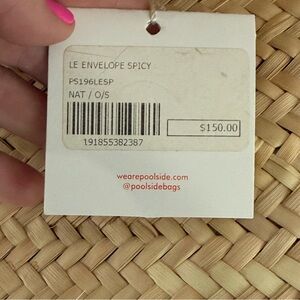 LE ENVELOPE SPICY
PS196LESP
NAT / O/S
$150.00
191855382387
wearepoolside.com
@poolsidebags